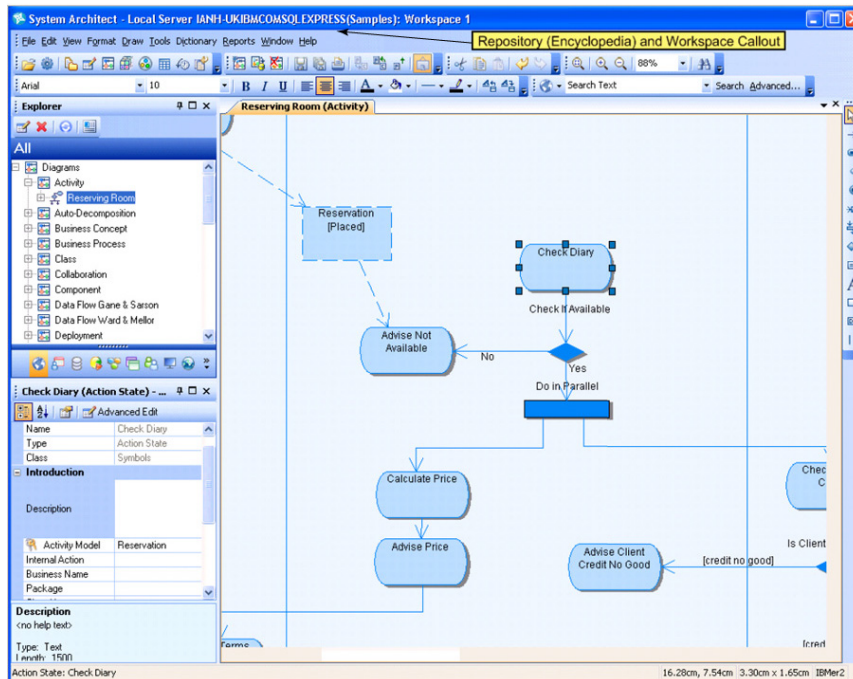 System Architect - Local Server IANH-UKIBMCOMSQLEXPRESS(Samples): Workspace 1
File Edit View Format Draw Tools Dictionary Reports Window Help
Repository (Encyclopedia) and Workspace Callout
88%
Arial 10 B I U A Search Text Search Advanced...
Explorer
Reserving Room (Activity)
All
Diagrams
Activity
Reserving Room
Auto-Decomposition
Business Concept
Business Process
Class
Collaboration
Component
Data Flow Gane & Sarson
Data Flow Ward & Mellor
Deployment
Check Diary (Action State) - ...
Advanced Edit
Name Check Diary
Type Action State
Class Symbols
Introduction
Description
Activity Model Reservation
Internal Action
Business Name
Package
Description
<no help text>
Type: Text
Length: 1500
Reservation
[Placed]
Check Diary
Check If Available
Advise Not
Available
No
Yes
Do in Parallel
Calculate Price
Advise Price
Check
C
Is Client
Advise Client
Credit No Good
[credit no good]
Terms
[cred
Action State: Check Diary
16.28cm, 7.54cm 3.30cm x 1.65cm IBMer2